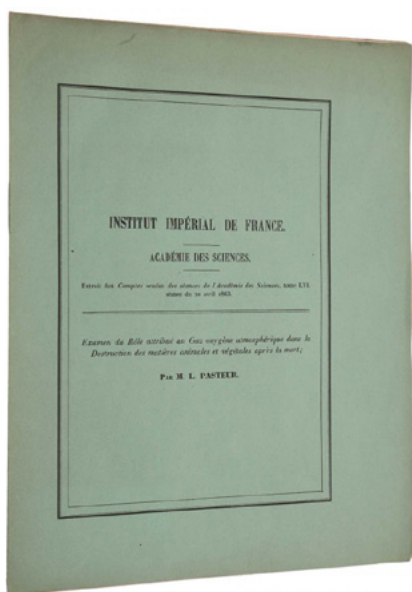 INSTITUT IMPÉRIAL DE FRANCE.
ACADÉMIE DES SCIENCES.
Extrait des Comptes rendus des séances de l'Académie des Sciences, tome LVI
séance du 20 avril 1863.
Examen du Rôle attribué au Gaz oxygène atmosphérique dans la
Destruction des matières animales et végétales après la mort;
PAR M. L. PASTEUR.